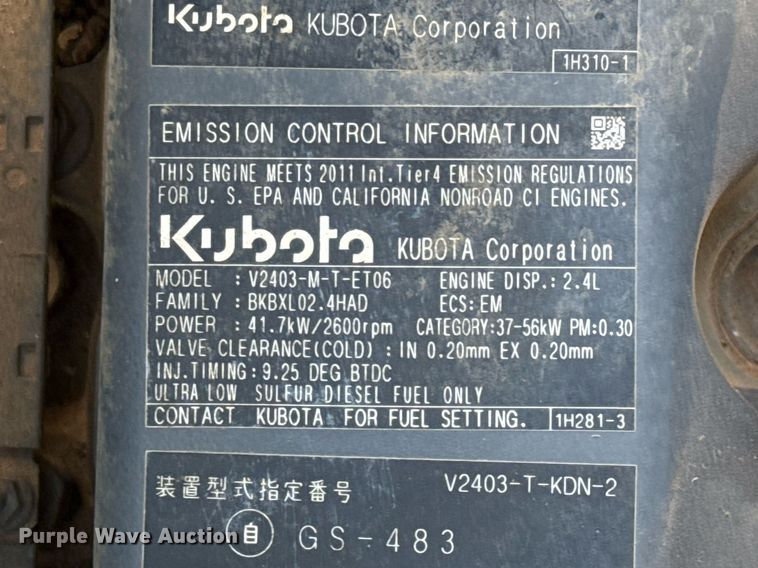 Kubota KUBOTA Corporation
1H310-1
EMISSION CONTROL INFORMATION
THIS ENGINE MEETS 2011 Int.Tier4 EMISSION REGULATIONS
FOR U. S. EPA AND CALIFORNIA NONROAD CI ENGINES.
Kubota KUBOTA Corporation
MODEL : V2403-M-T-ET06 ENGINE DISP.: 2.4L
FAMILY : BKBXL02.4HAD ECS: EM
POWER : 41.7kW/2600rpm CATEGORY:37-56kW PM:0.30
VALVE CLEARANCE(COLD) : IN 0.20mm EX 0.20mm
INJ.TIMING: 9.25 DEG BTDC
ULTRA LOW SULFUR DIESEL FUEL ONLY
CONTACT KUBOTA FOR FUEL SETTING. 1H281-3
装置型式指定番号 V2403-T-KDN-2
自 GS-483
Purple Wave Auction